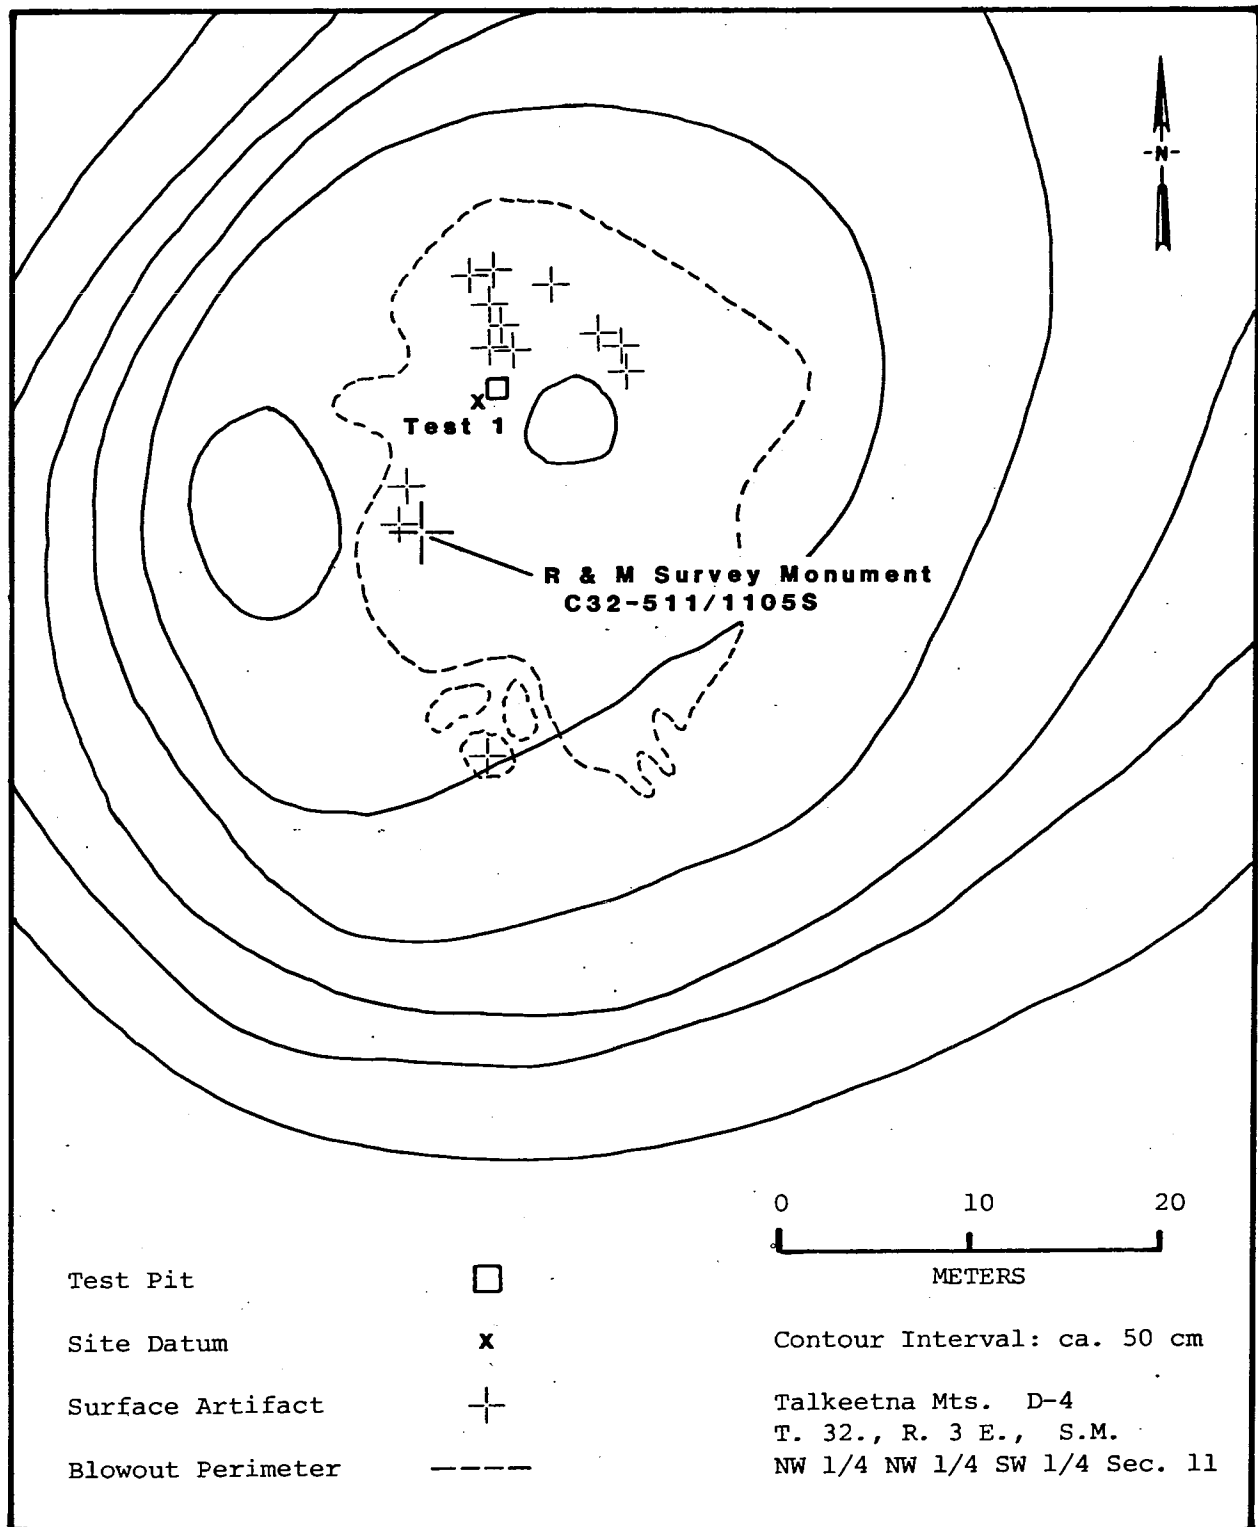 -N-
x
Test 1
R & M Survey Monument
C32-511/1105S
0 10 20
METERS
Test Pit
Site Datum x
Surface Artifact
Blowout Perimeter
Contour Interval: ca. 50 cm
Talkeetna Mts. D-4
T. 32., R. 3 E., S.M.
NW 1/4 NW 1/4 SW 1/4 Sec. 11